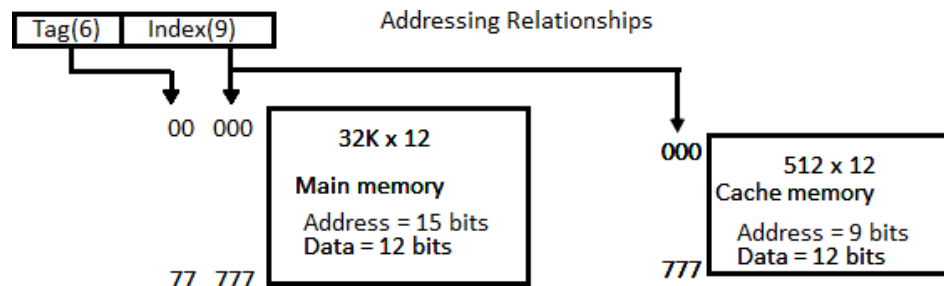 Addressing Relationships
Tag(6) Index(9)
00 000
32K x 12
Main memory
Address = 15 bits
Data = 12 bits
77 777
000
512 x 12
Cache memory
Address = 9 bits
Data = 12 bits
777